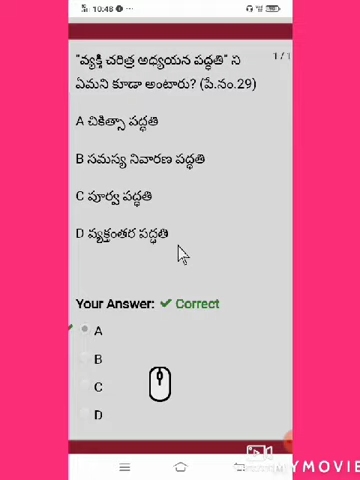 10:48
"వ్యక్తి చరిత్ర అధ్యయన పద్ధతి" ని
1 / 1
ఏమని కూడా అంటారు? (పే.నం.29)
A చికిత్సా పద్ధతి
B సమస్య నివారణ పద్ధతి
C పూర్వ పద్ధతి
D వ్యక్త్యంతర పద్ధతి
Your Answer: ✔ Correct
A
B
C
D
MYMOVIE